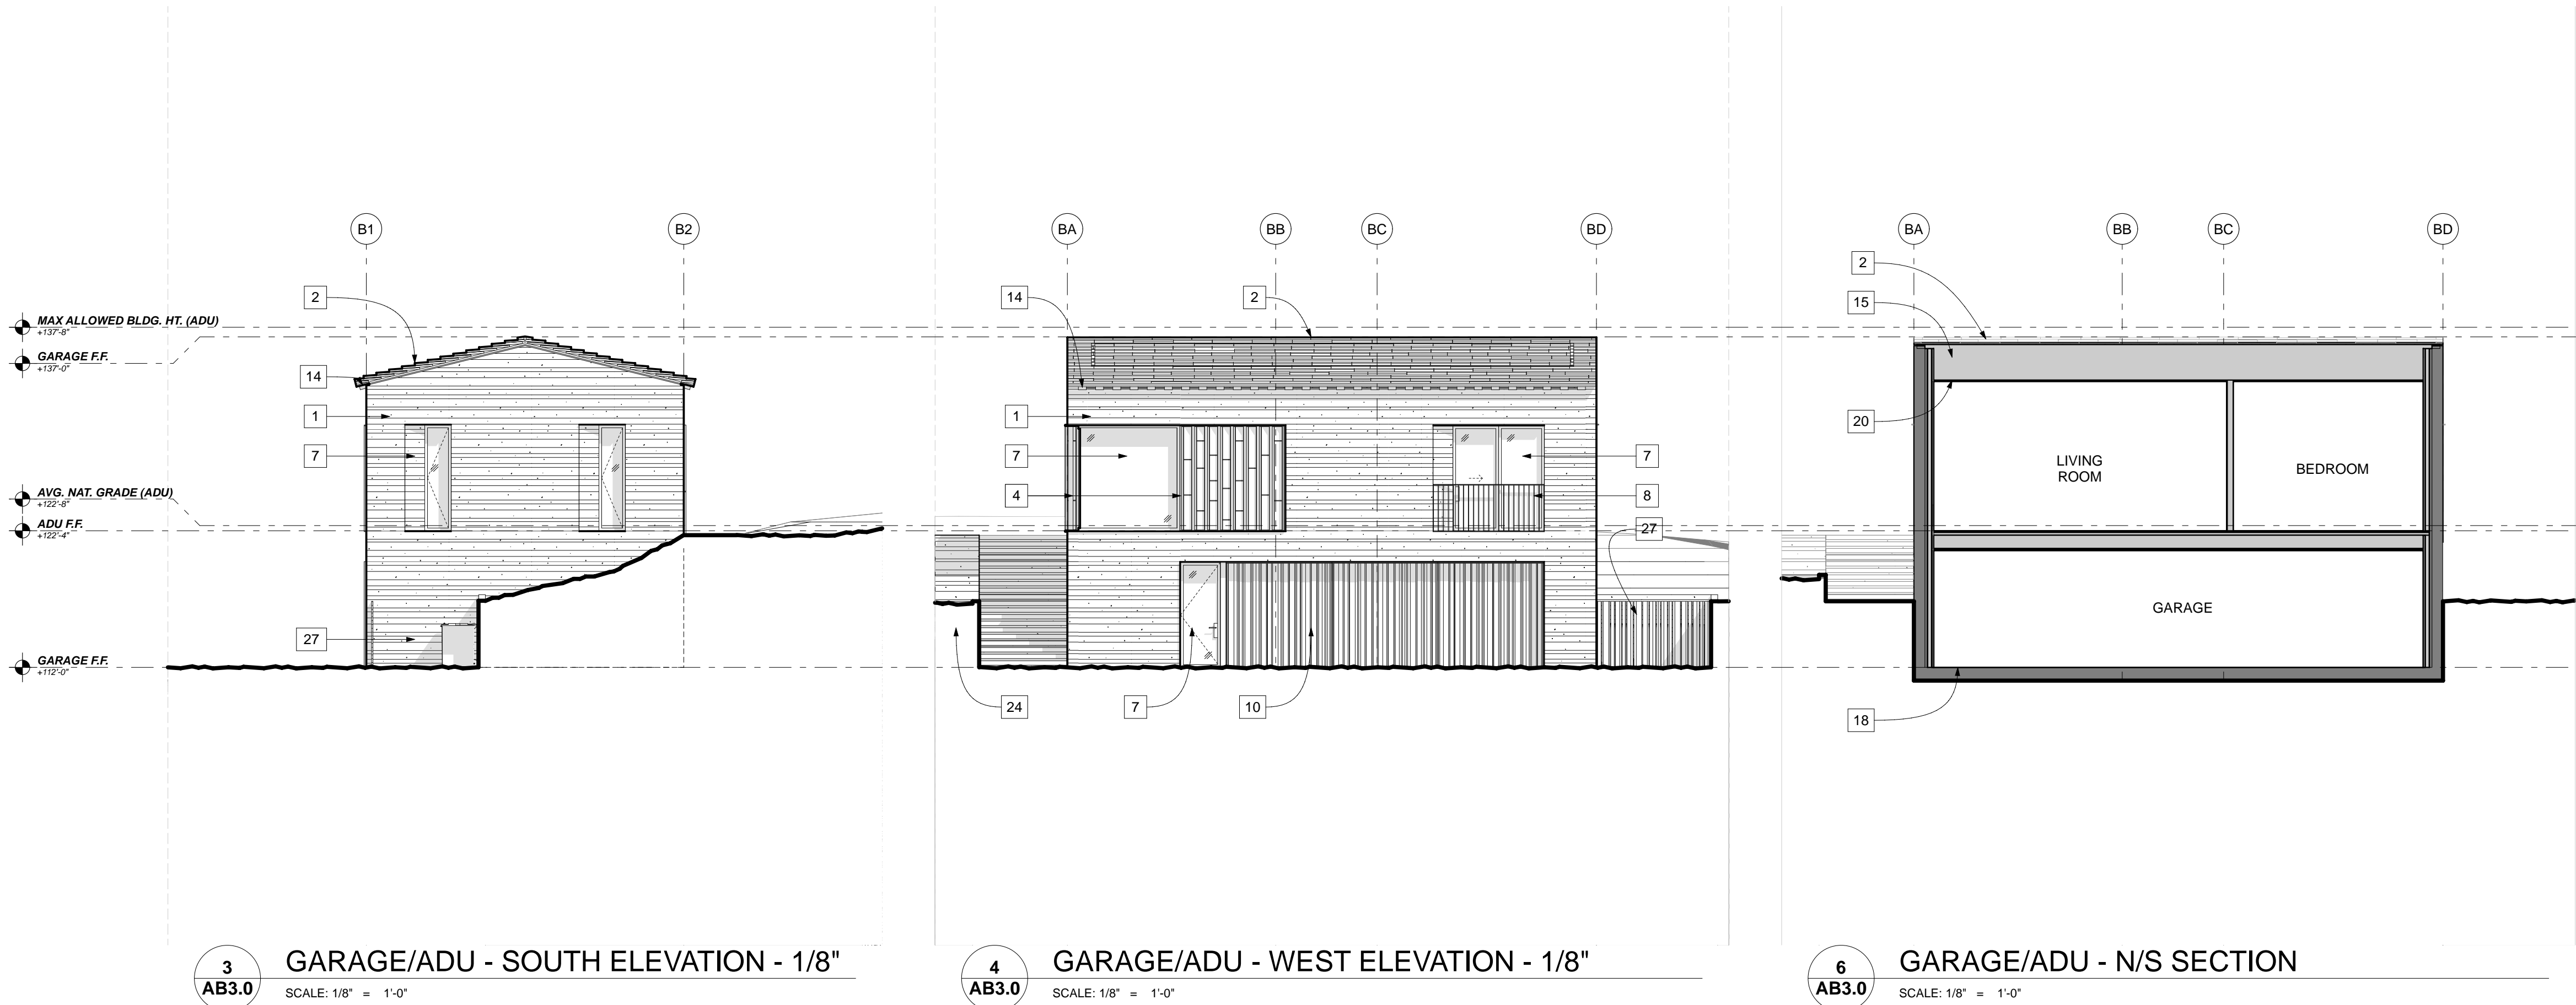 B1
B2
BA
BB
BC
BD
BA
BB
BC
BD
2
15
14
2
2
MAX ALLOWED BLDG. HT. (ADU)
+137'-8"
GARAGE F.F.
+137'-0"
14
1
1
20
7
7
7
LIVING
ROOM
BEDROOM
AVG. NAT. GRADE (ADU)
+122'-8"
4
8
ADU F.F.
+122'-4"
27
27
GARAGE
GARAGE F.F.
+112'-0"
24
7
10
18
3
AB3.0
GARAGE/ADU - SOUTH ELEVATION - 1/8"
SCALE: 1/8" = 1'-0"
4
AB3.0
GARAGE/ADU - WEST ELEVATION - 1/8"
SCALE: 1/8" = 1'-0"
6
AB3.0
GARAGE/ADU - N/S SECTION
SCALE: 1/8" = 1'-0"